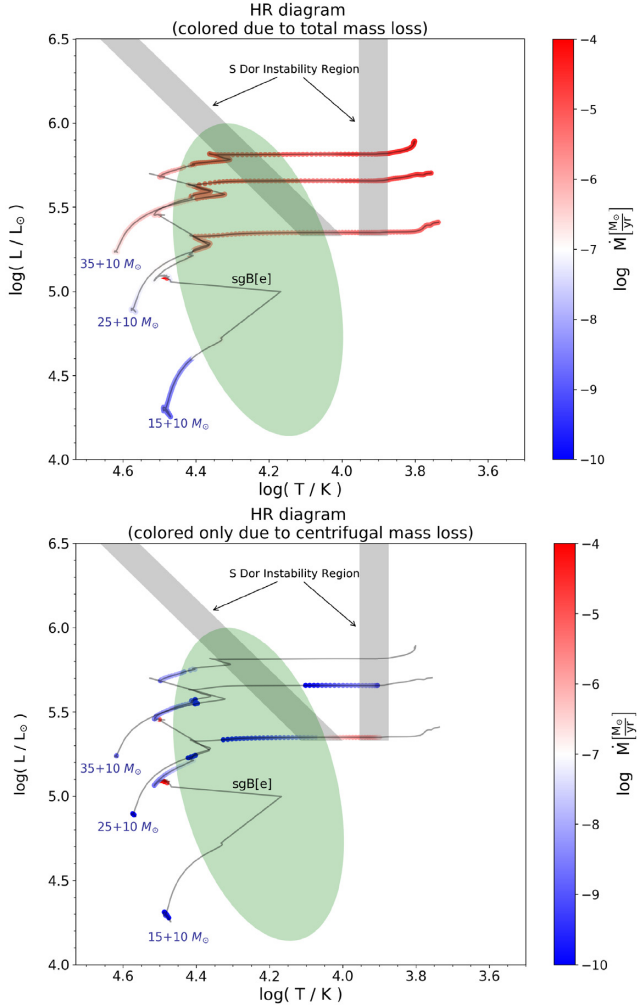 HR diagram
(colored due to total mass loss)
6.5
6.0
5.5
5.0
4.5
4.0
log( L / L☉)
S Dor Instability Region
sgB[e]
35+10 M☉
25+10 M☉
15+10 M☉
4.6 4.4 4.2 4.0 3.8 3.6
log( T / K )
−4
−5
−6
−7
−8
−9
−10
log Ṁ[M☉/yr]
HR diagram
(colored only due to centrifugal mass loss)
6.5
6.0
5.5
5.0
4.5
4.0
log( L / L☉)
S Dor Instability Region
sgB[e]
35+10 M☉
25+10 M☉
15+10 M☉
4.6 4.4 4.2 4.0 3.8 3.6
log( T / K )
−4
−5
−6
−7
−8
−9
−10
log Ṁ[M☉/yr]